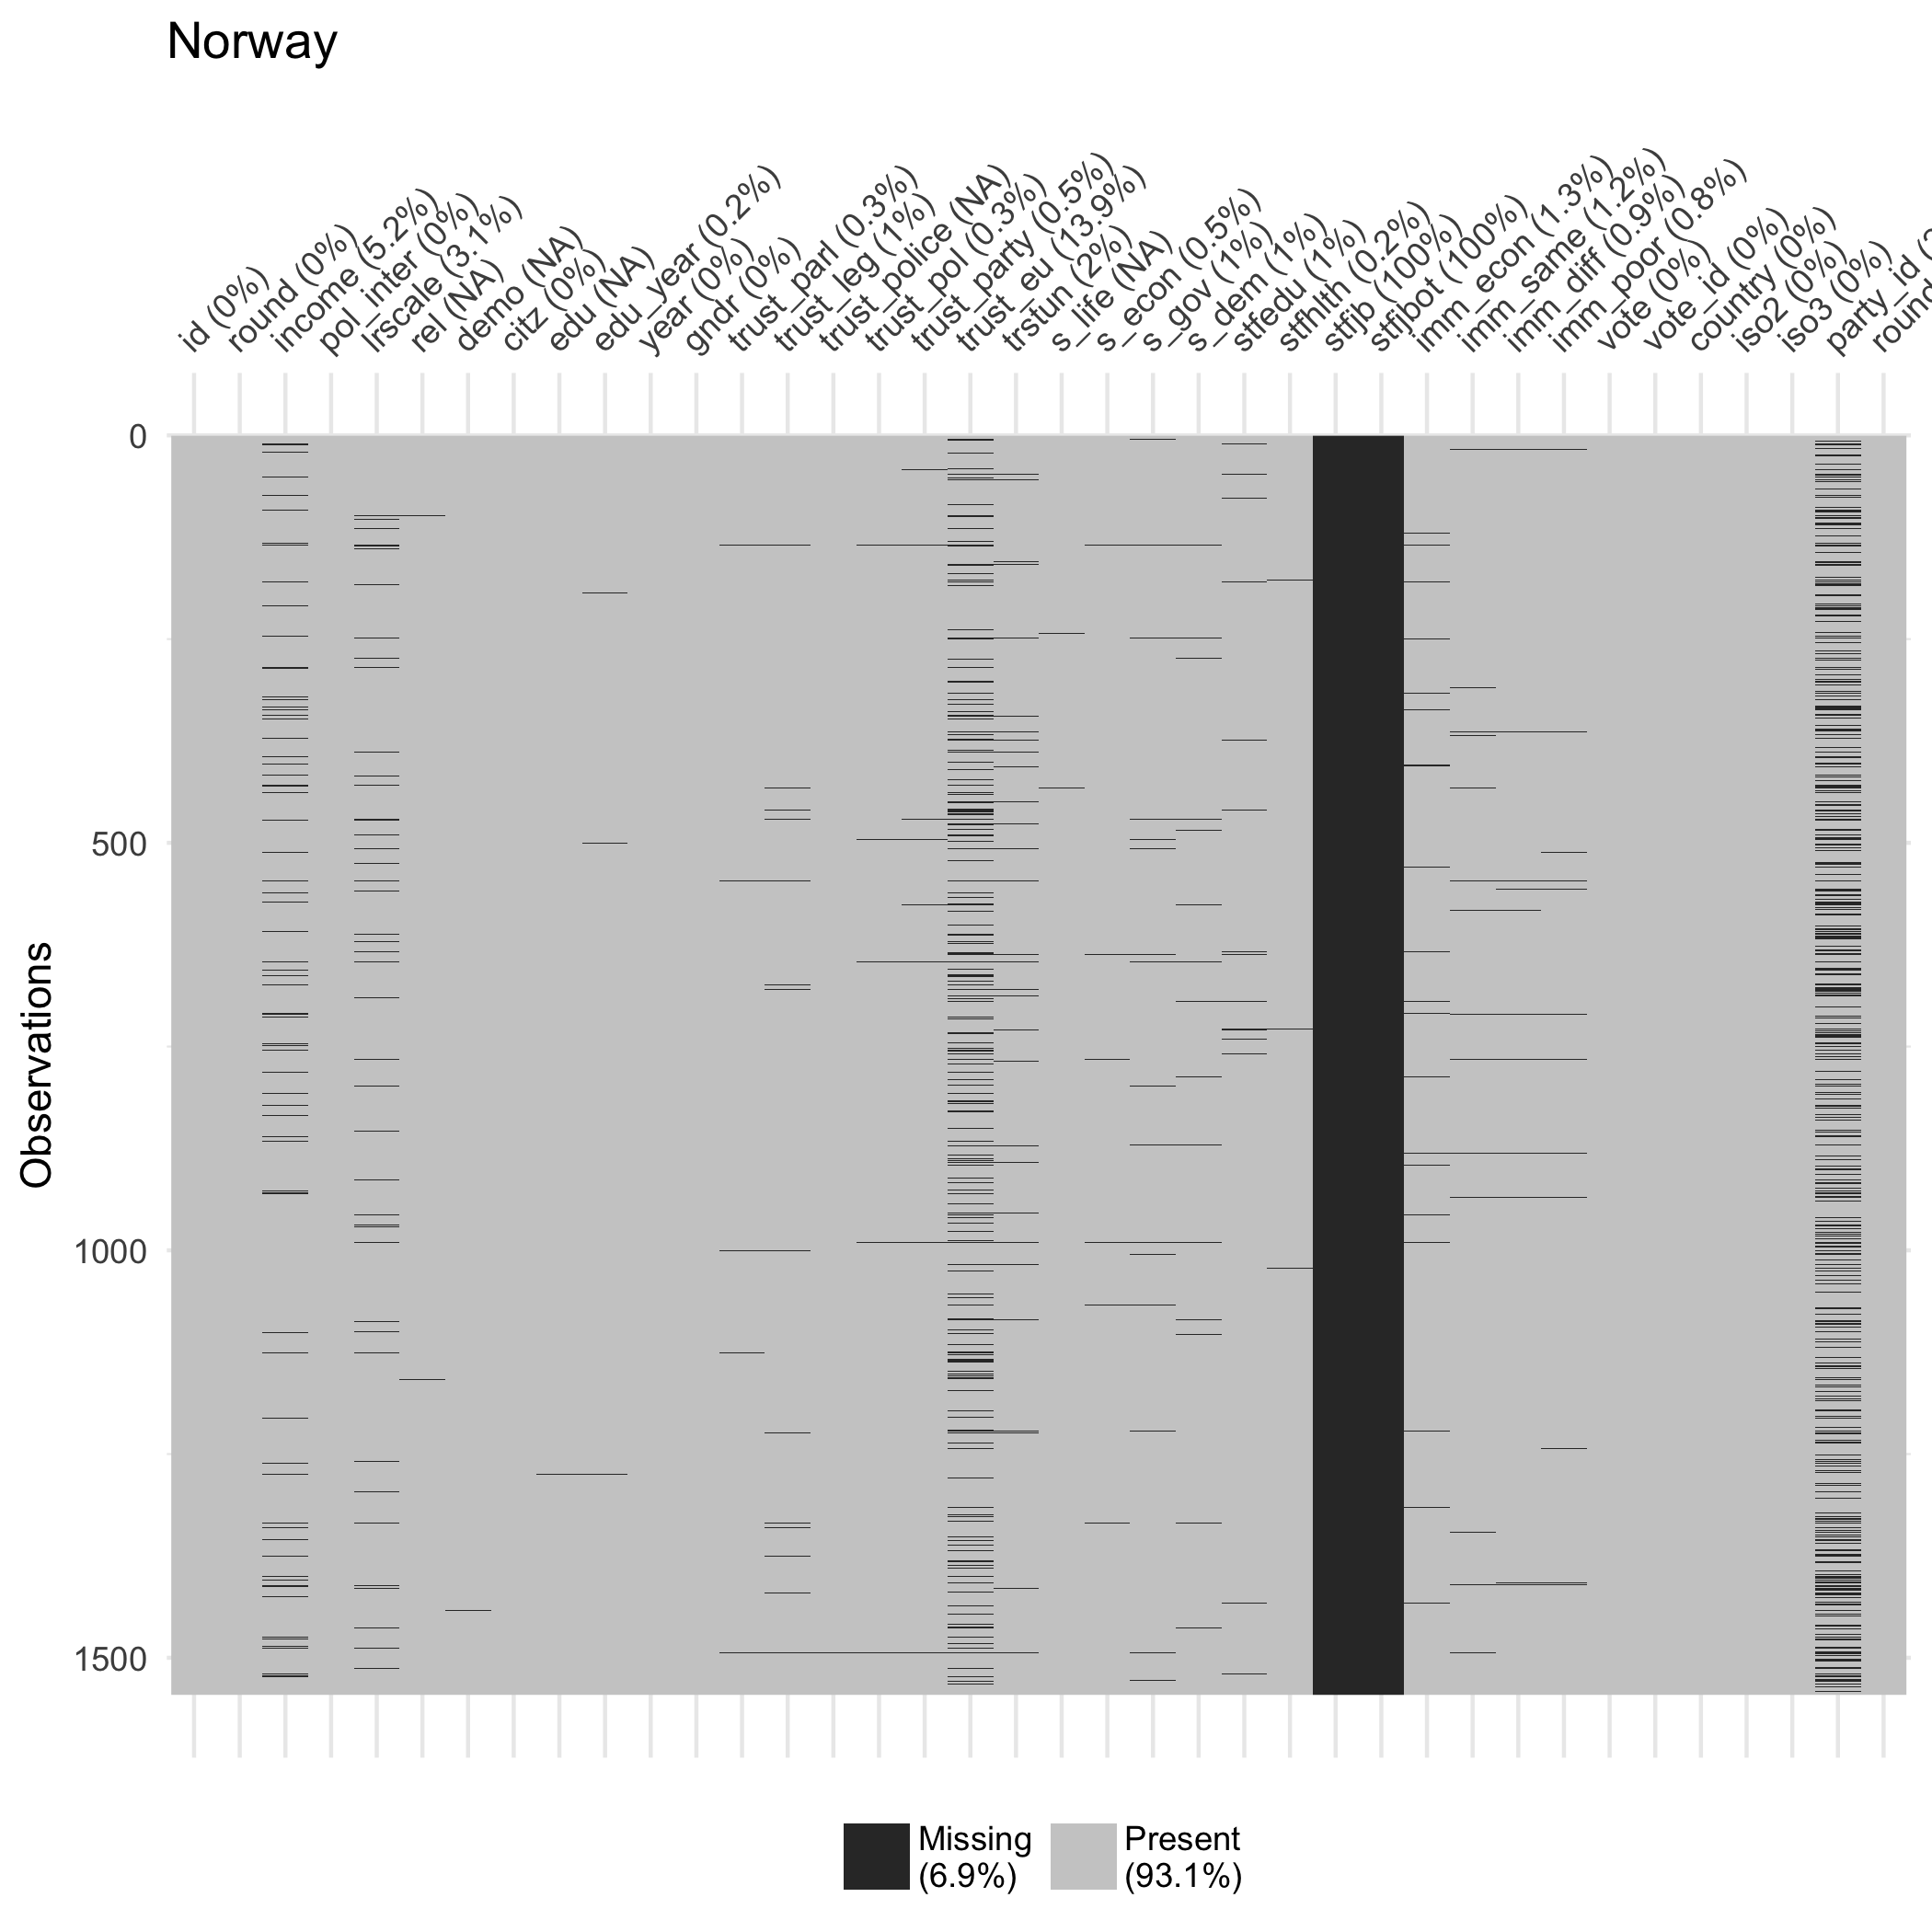 Norway
id (0%)
round (0%)
income (5.2%)
pol_inter (0%)
lrscale (3.1%)
rel (NA)
demo (NA)
citz (0%)
edu (NA)
edu_year (0.2%)
year (0%)
gndr (0%)
trust_parl (0.3%)
trust_leg (1%)
trust_police (NA)
trust_pol (0.3%)
trust_party (0.5%)
trust_eu (13.9%)
trstun (2%)
s_life (NA)
s_econ (0.5%)
s_gov (1%)
s_dem (1%)
stfedu (1%)
stfhlth (0.2%)
stfjb (100%)
stfjbot (100%)
imm_econ (1.3%)
imm_same (1.2%)
imm_diff (0.9%)
imm_poor (0.8%)
vote (0%)
vote_id (0%)
country (0%)
iso2 (0%)
iso3 (0%)
party_id
round
0
500
1000
1500
Observations
Missing
(6.9%)
Present
(93.1%)